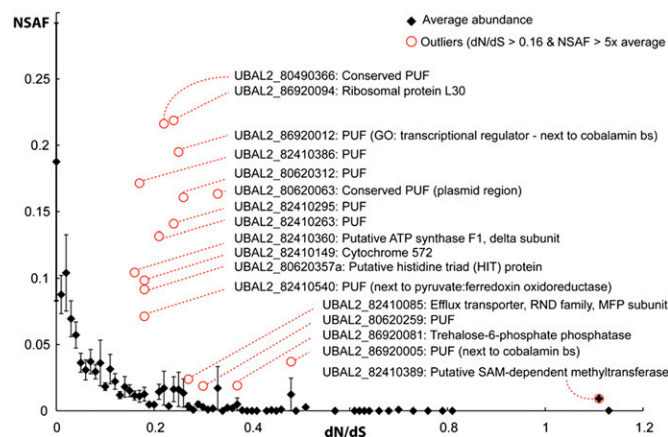 NSAF
Average abundance
Outliers (dN/dS > 0.16 & NSAF > 5x average
0.25
UBAL2_80490366: Conserved PUF
UBAL2_86920094: Ribosomal protein L30
0.2
UBAL2_86920012: PUF (GO: transcriptional regulator - next to cobalamin bs)
UBAL2_82410386: PUF
UBAL2_80620312: PUF
0.15
UBAL2_80620063: Conserved PUF (plasmid region)
UBAL2_82410295: PUF
UBAL2_82410263: PUF
UBAL2_82410360: Putative ATP synthase F1, delta subunit
UBAL2_82410149: Cytochrome 572
0.1
UBAL2_80620357a: Putative histidine triad (HIT) protein
UBAL2_82410540: PUF (next to pyruvate:ferredoxin oxidoreductase)
UBAL2_82410085: Efflux transporter, RND family, MFP subunit
UBAL2_80620259: PUF
0.05
UBAL2_86920081: Trehalose-6-phosphate phosphatase
UBAL2_86920005: PUF (next to cobalamin bs)
UBAL2_82410389: Putative SAM-dependent methyltransferase
0
0 0.2 0.4 0.6 0.8 1 1.2
dN/dS